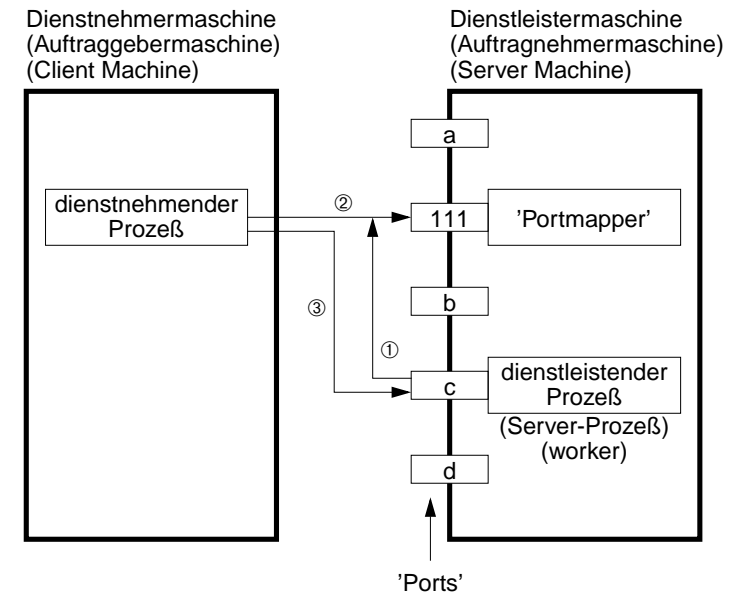 Dienstnehmermaschine
(Auftraggebermaschine)
(Client Machine)
Dienstleistermaschine
(Auftragnehmermaschine)
(Server Machine)
a
dienstnehmender
Prozeß
②
111
’Portmapper’
b
③
①
c
dienstleistender
Prozeß
(Server-Prozeß)
(worker)
d
’Ports’